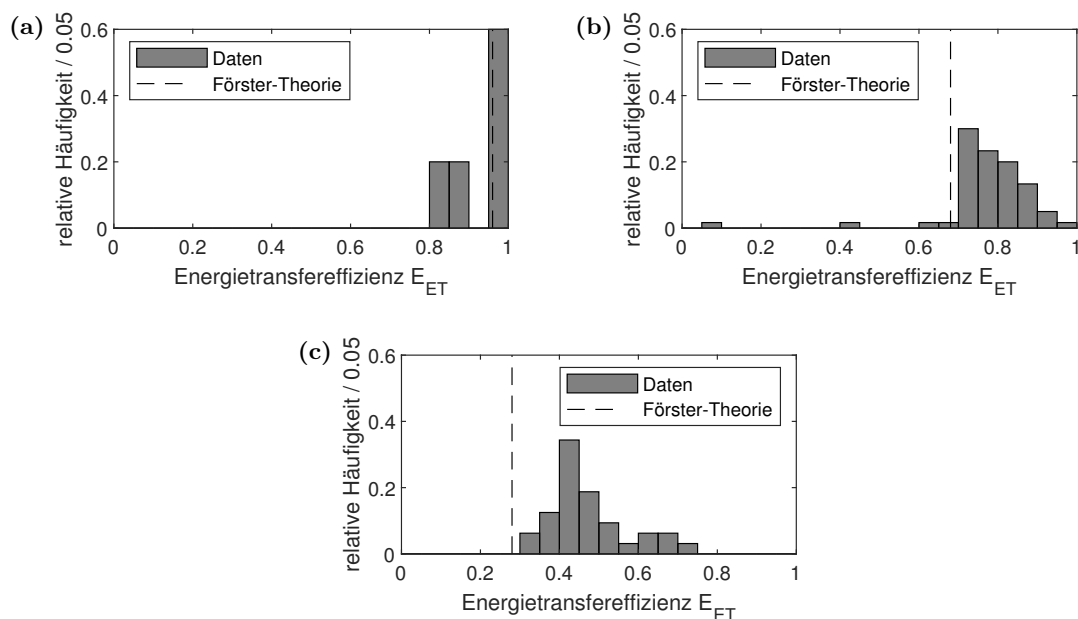 (a)
relative Häufigkeit / 0.05
0.6
0.4
0.2
0
Daten
Förster-Theorie
0 0.2 0.4 0.6 0.8 1
Energietransfereffizienz E_ET
(b)
relative Häufigkeit / 0.05
0.6
0.4
0.2
0
Daten
Förster-Theorie
0 0.2 0.4 0.6 0.8 1
Energietransfereffizienz E_ET
(c)
relative Häufigkeit / 0.05
0.6
0.4
0.2
0
Daten
Förster-Theorie
0 0.2 0.4 0.6 0.8 1
Energietransfereffizienz E_ET